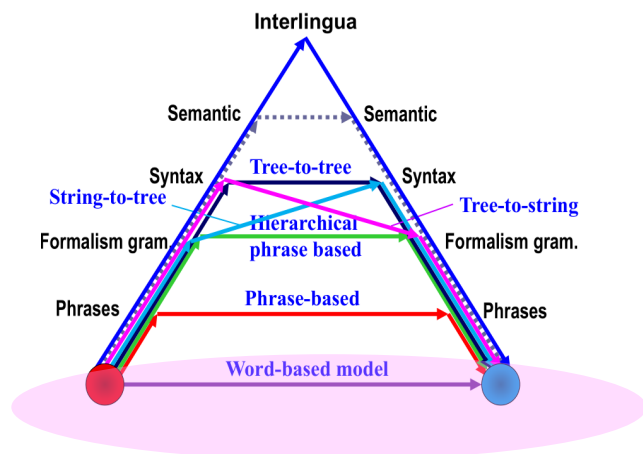 Interlingua
Semantic Semantic
Syntax Tree-to-tree Syntax
String-to-tree Tree-to-string
Hierarchical
Formalism gram. phrase based Formalism gram.
Phrases Phrase-based Phrases
Word-based model